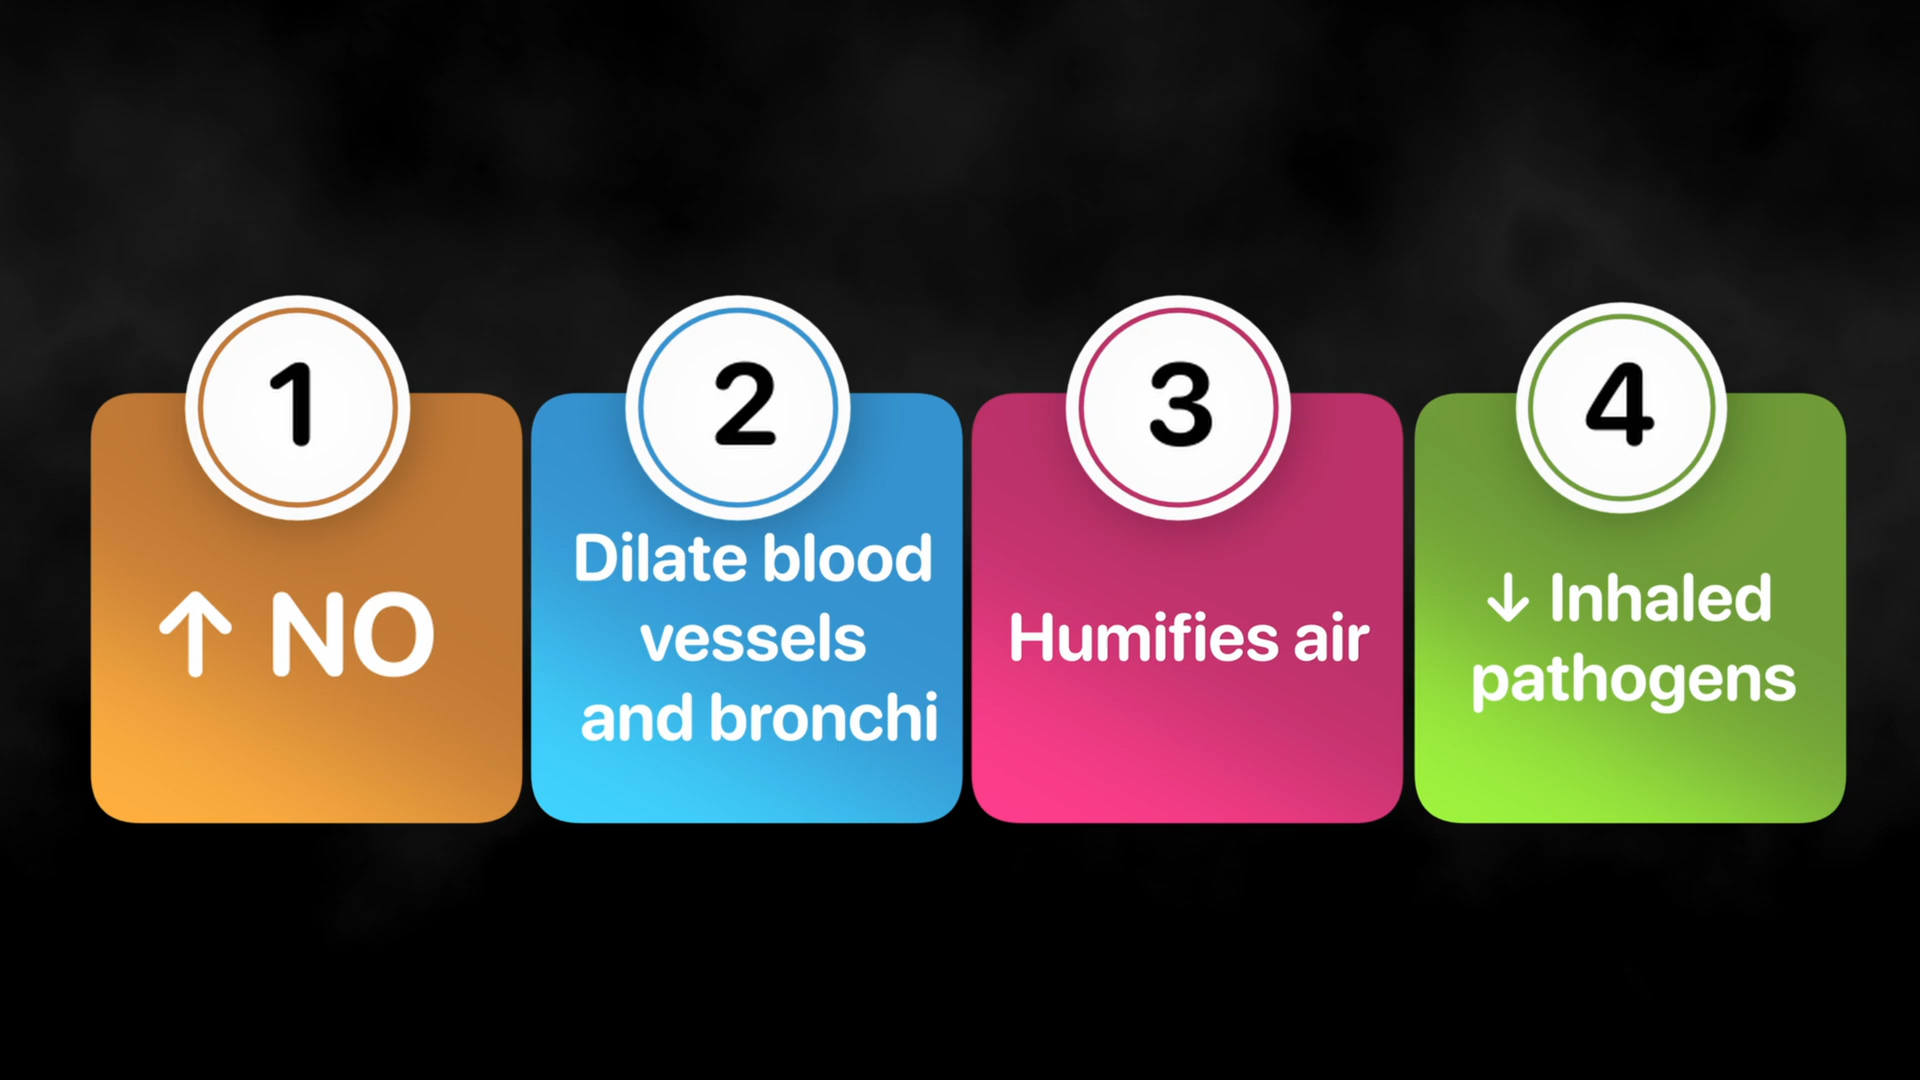 1
↑ NO
2
Dilate blood
vessels
and bronchi
3
Humifies air
4
↓ Inhaled
pathogens